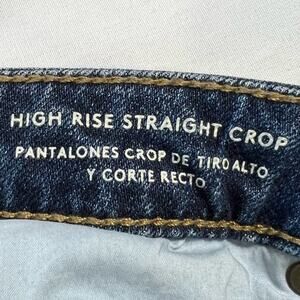 HIGH RISE STRAIGHT CROP
PANTALONES CROP DE TIRO ALTO
Y CORTE RECTO